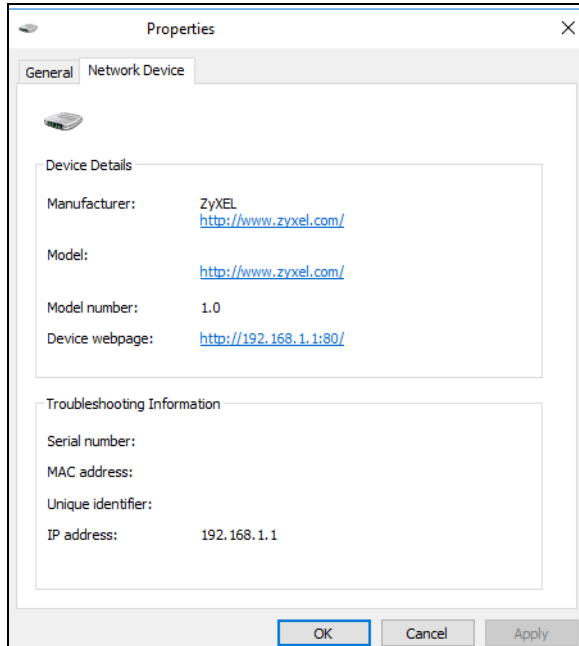 Properties
General Network Device
Device Details
Manufacturer: ZyXEL
http://www.zyxel.com/
Model:
http://www.zyxel.com/
Model number: 1.0
Device webpage: http://192.168.1.1:80/
Troubleshooting Information
Serial number:
MAC address:
Unique identifier:
IP address: 192.168.1.1
OK Cancel Apply